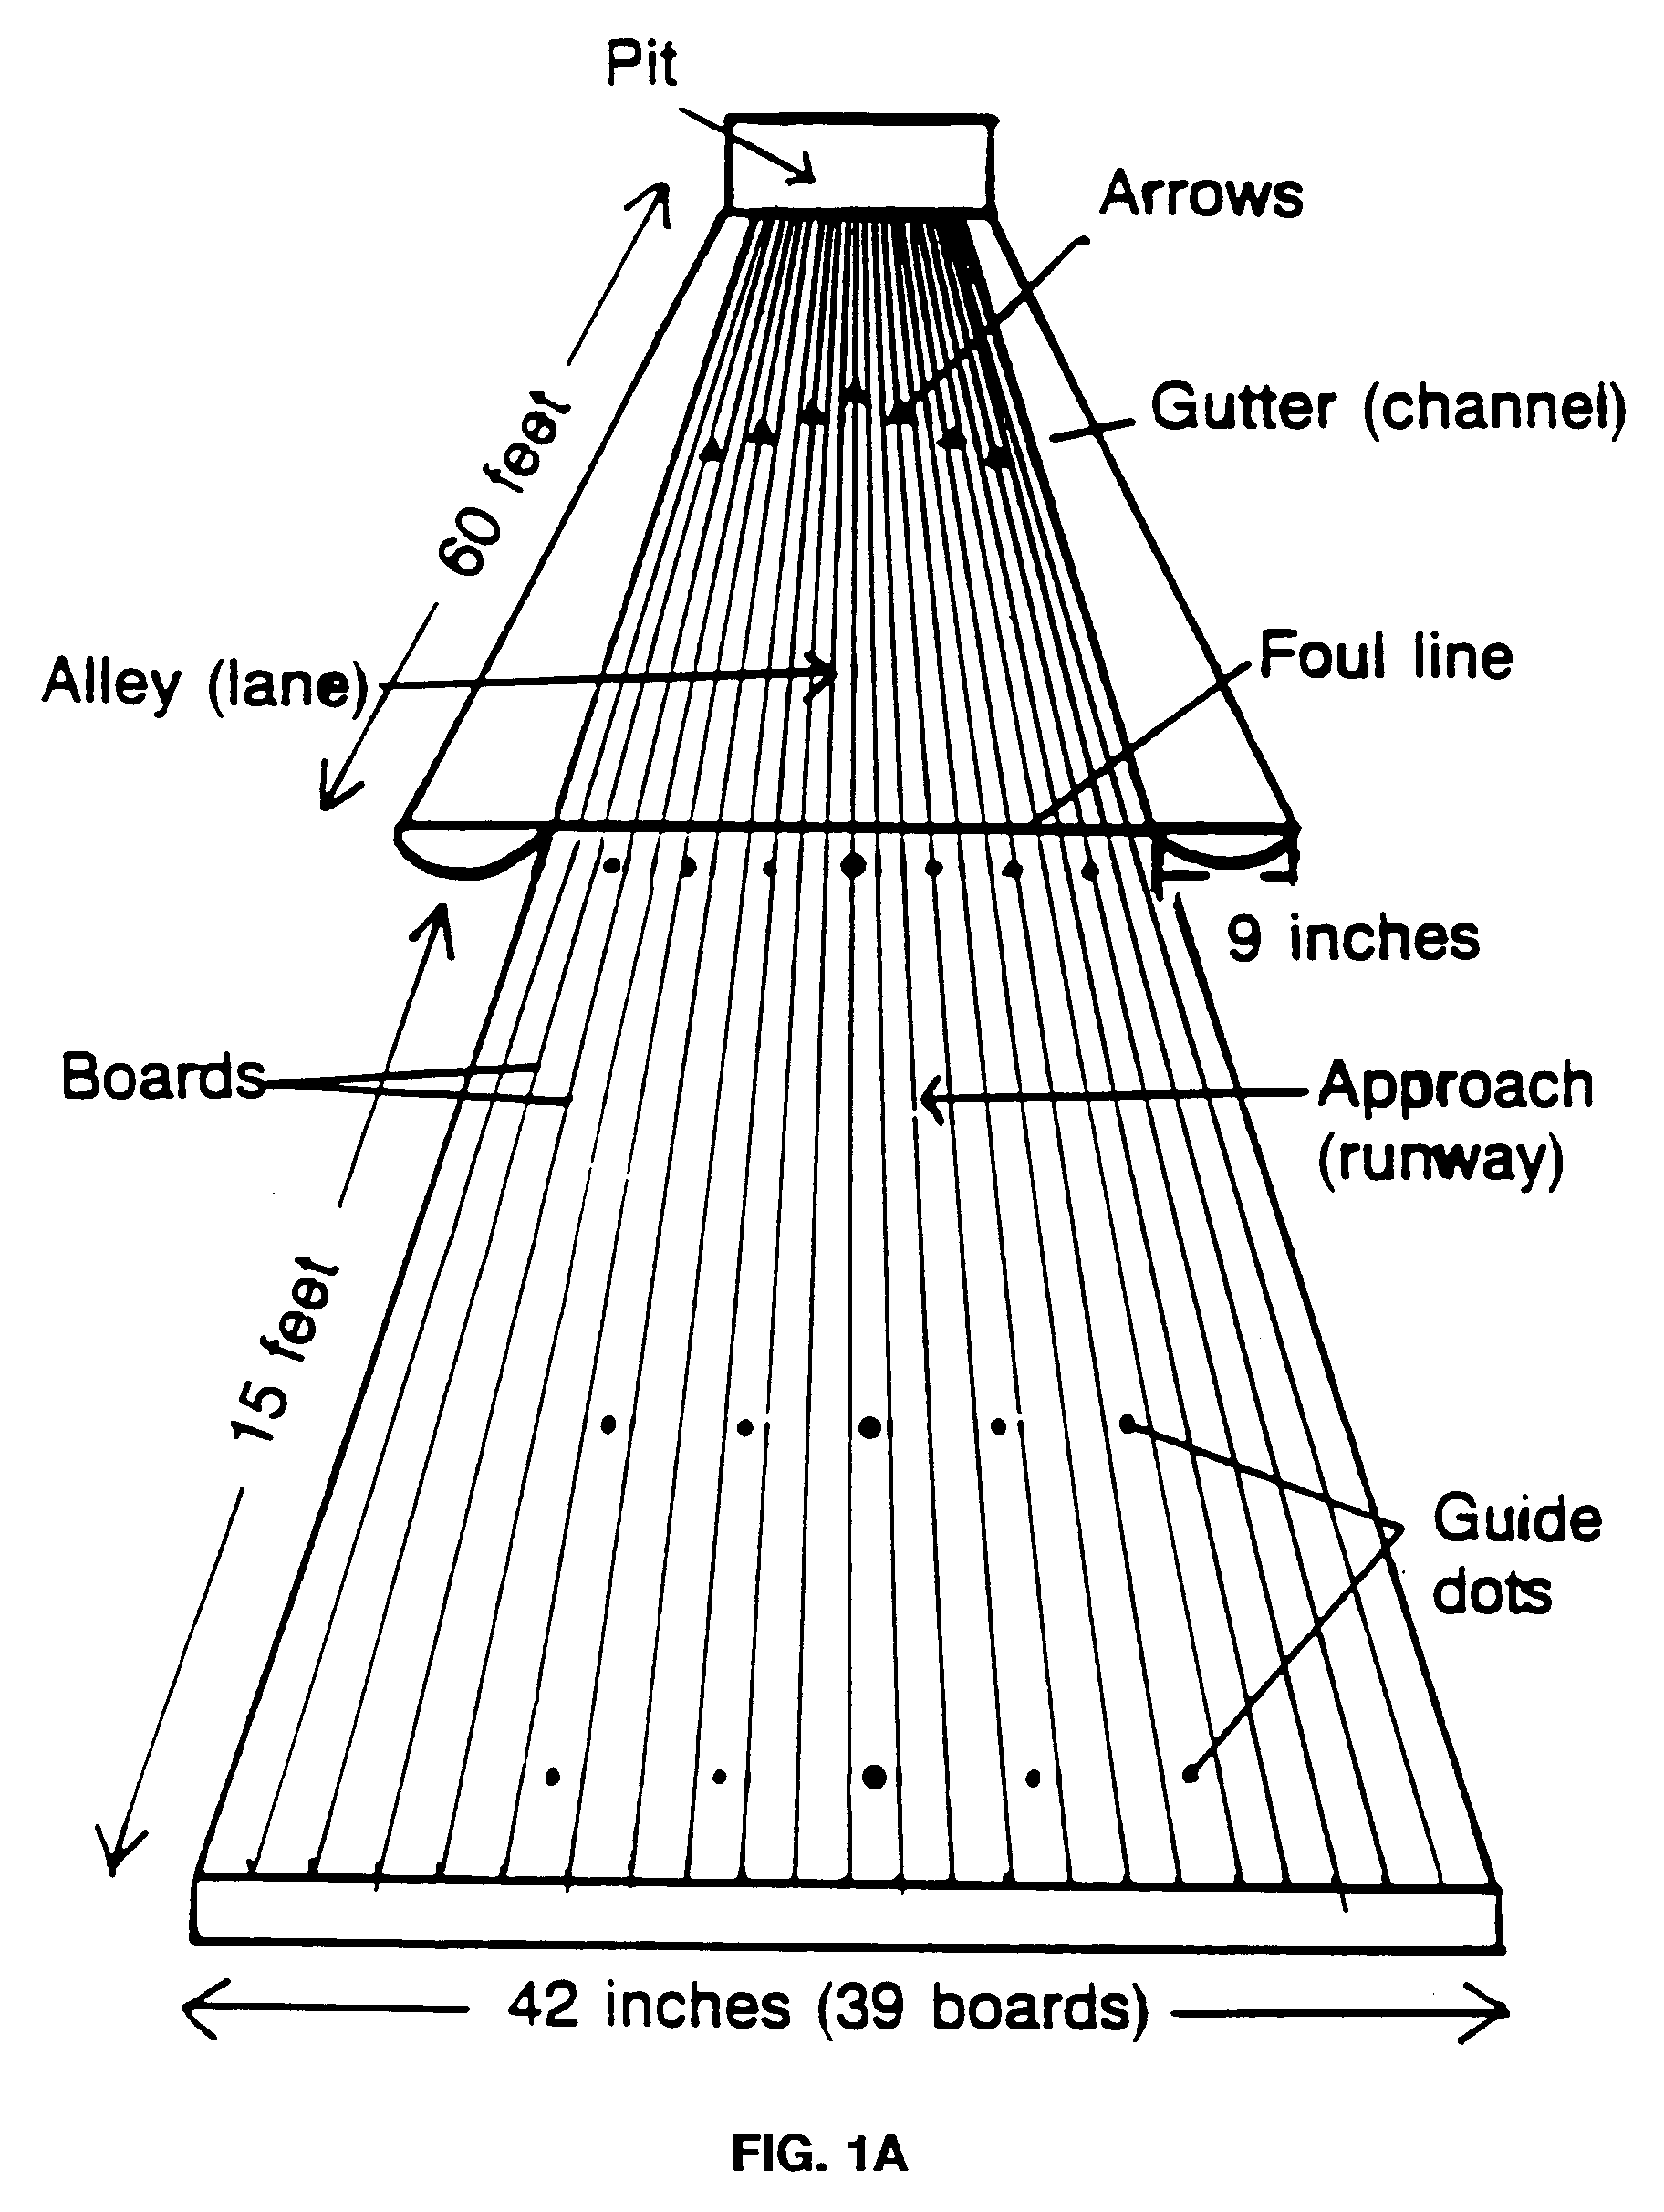 Pit
Arrows
Gutter (channel)
60 feet
Foul line
Alley (lane)
9 inches
Boards
Approach
(runway)
15 feet
Guide
dots
42 inches (39 boards)
FIG. 1A